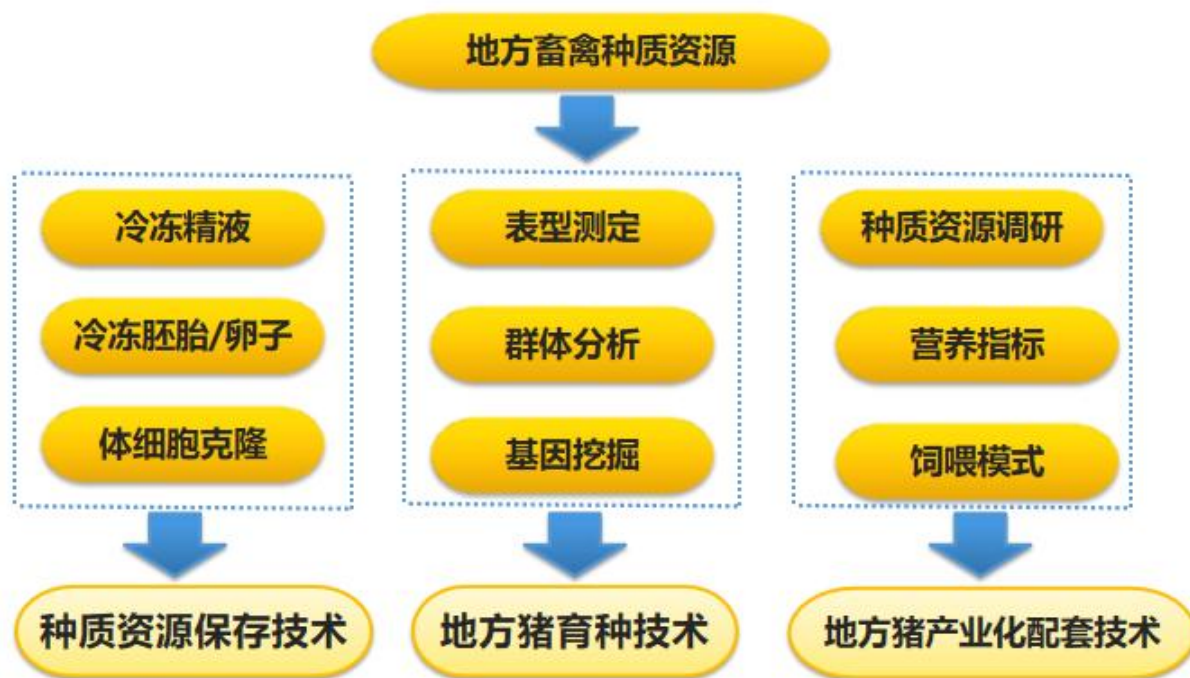 地方畜禽种质资源
冷冻精液
冷冻胚胎/卵子
体细胞克隆
表型测定
群体分析
基因挖掘
种质资源调研
营养指标
饲喂模式
种质资源保存技术
地方猪育种技术
地方猪产业化配套技术